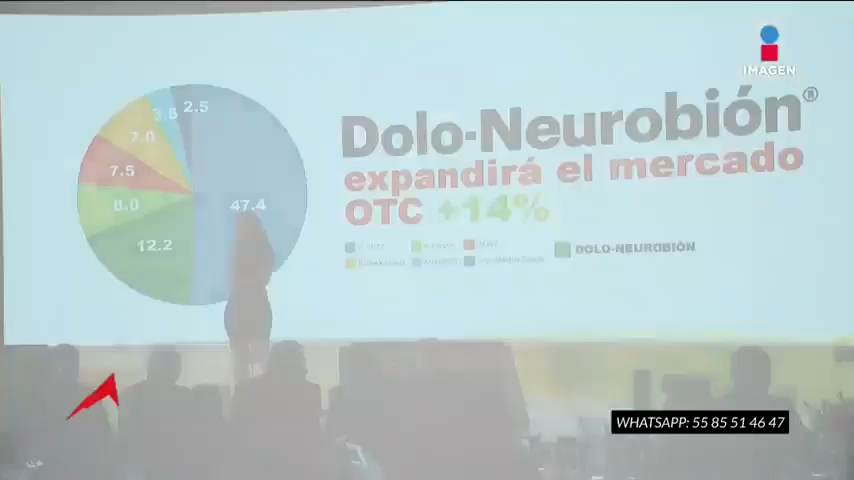 IMAGEN
2.5
3.5
7.0
7.5
47.4
8.0
12.2
Dolo-Neurobión®
expandirá el mercado
OTC +14%
DOLO-NEUROBIÓN
WHATSAPP: 55 85 51 46 47